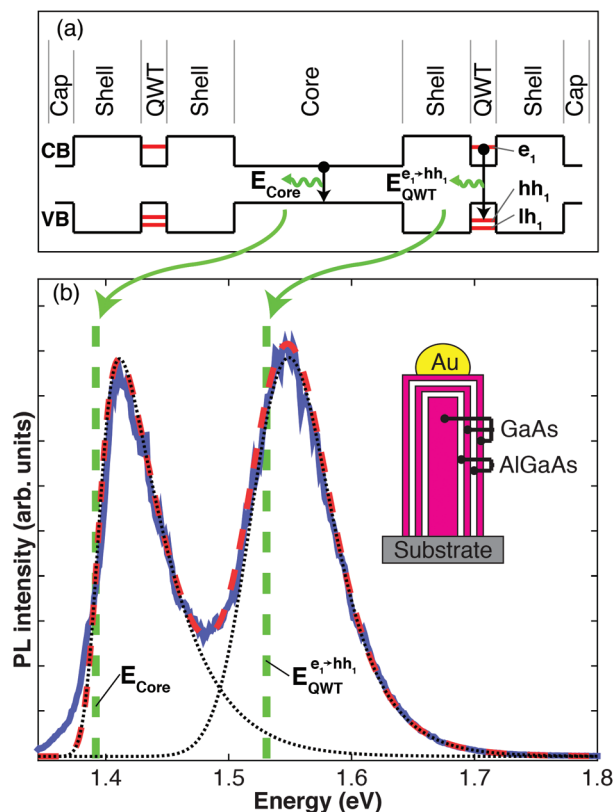 (a)
Cap
Shell
QWT
Shell
Core
Shell
QWT
Shell
Cap
CB
e₁
E_Core
E_QWT^e₁→hh₁
hh₁
VB
lh₁
(b)
Au
GaAs
AlGaAs
Substrate
E_Core
E_QWT^e₁→hh₁
PL intensity (arb. units)
1.4 1.5 1.6 1.7 1.8
Energy (eV)